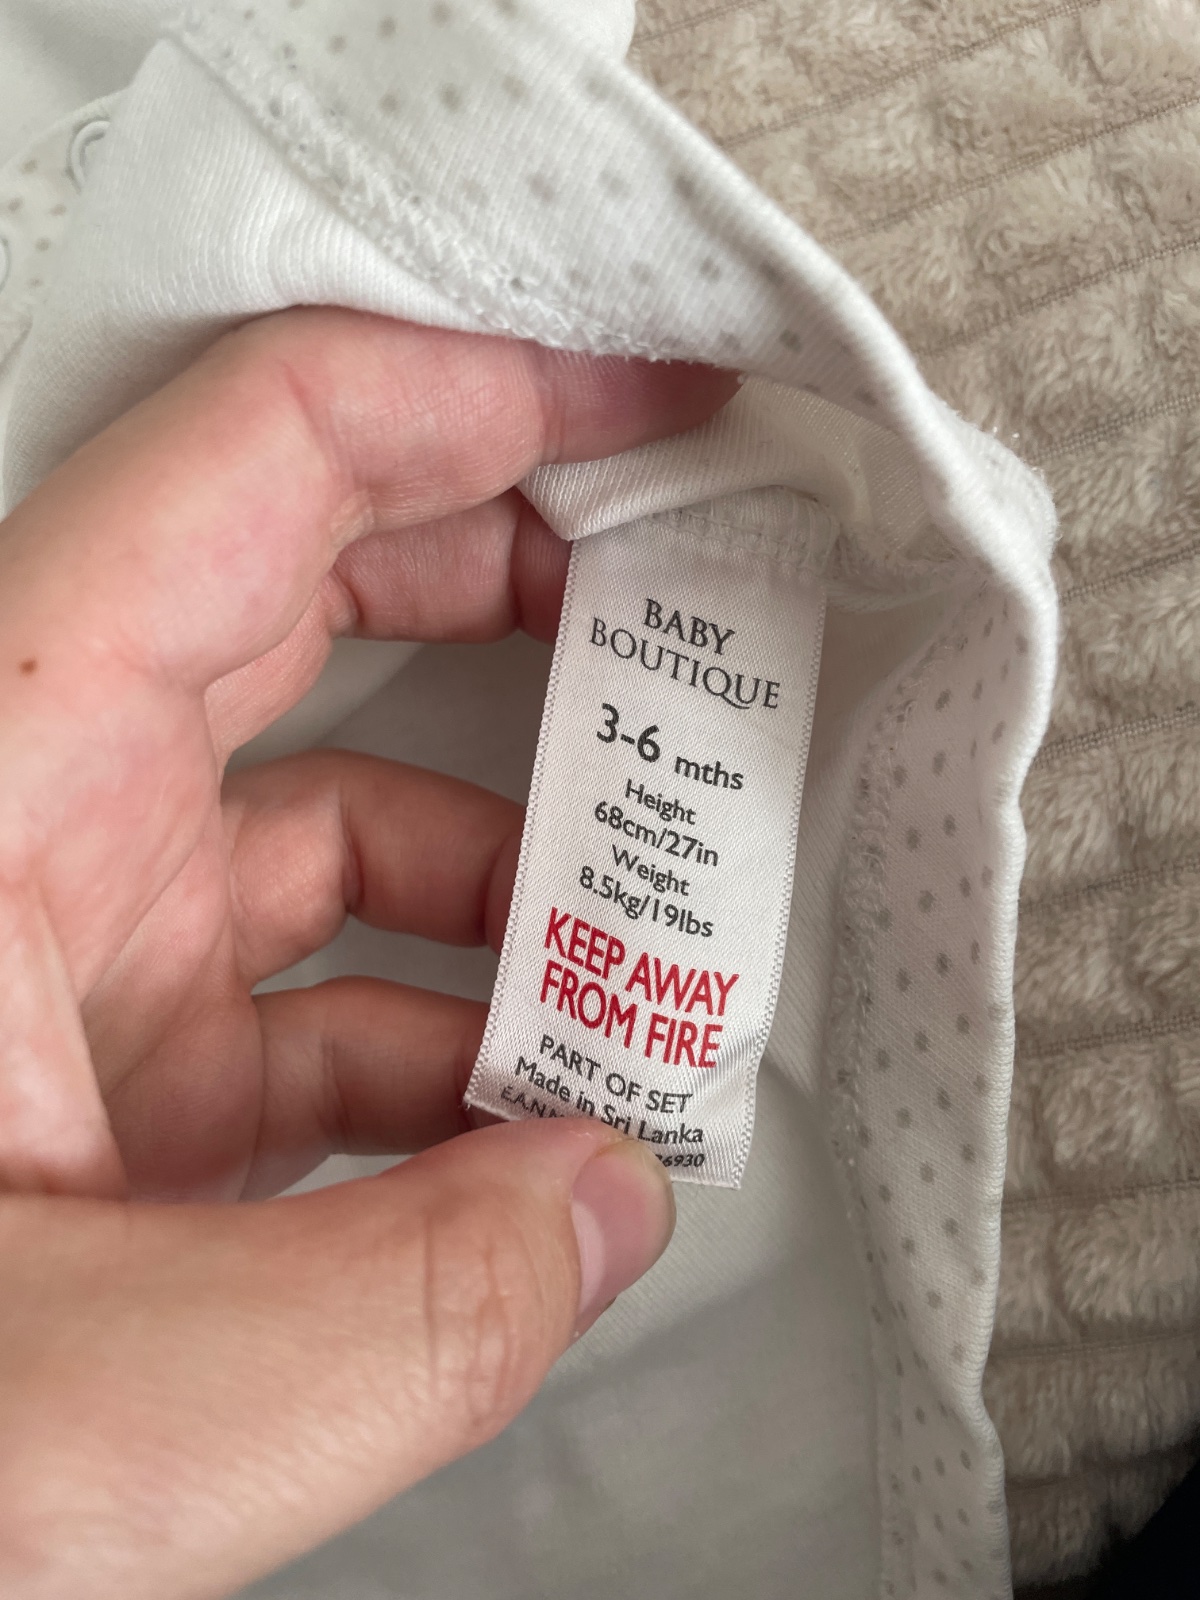 BABY
BOUTIQUE
3-6 mths
Height
68cm/27in
Weight
8.5kg/19lbs
KEEP AWAY
FROM FIRE
PART OF SET
Made in Sri Lanka